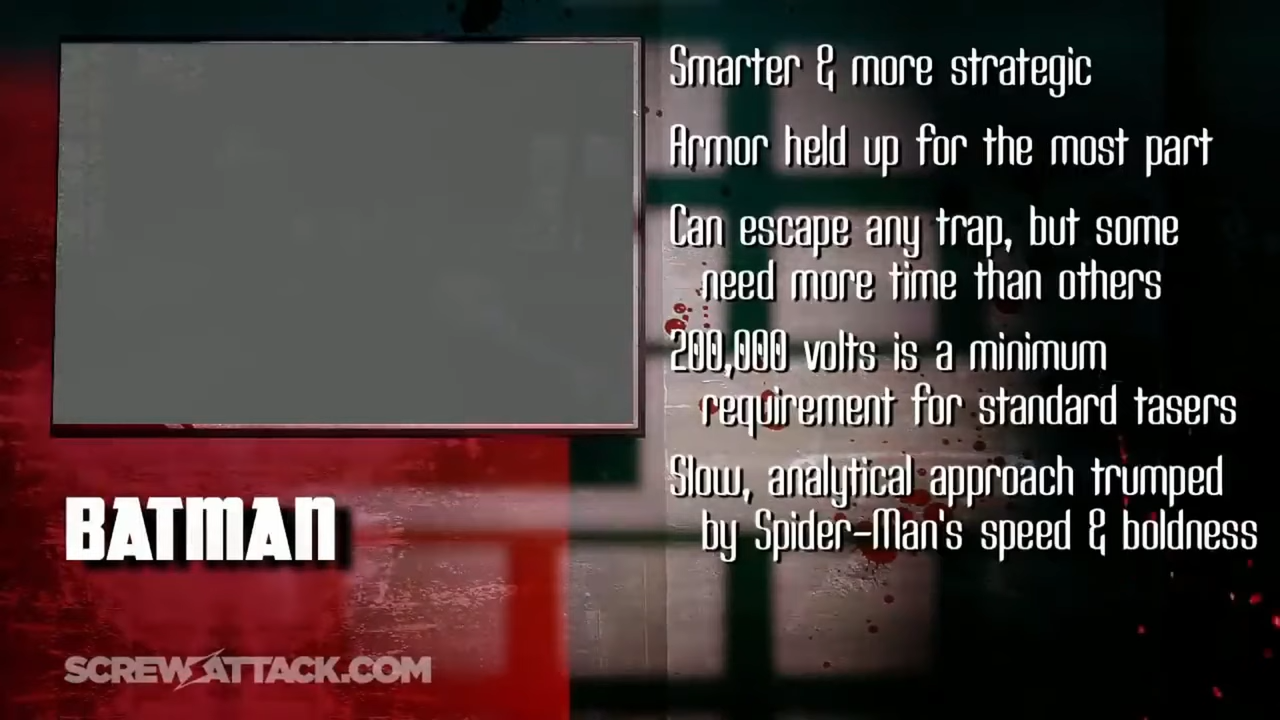 Smarter & more strategic
Armor held up for the most part
Can escape any trap, but some
need more time than others
200,000 volts is a minimum
requirement for standard tasers
Slow, analytical approach trumped
by Spider-Man's speed & boldness
BATMAN
SCREWATTACK.COM